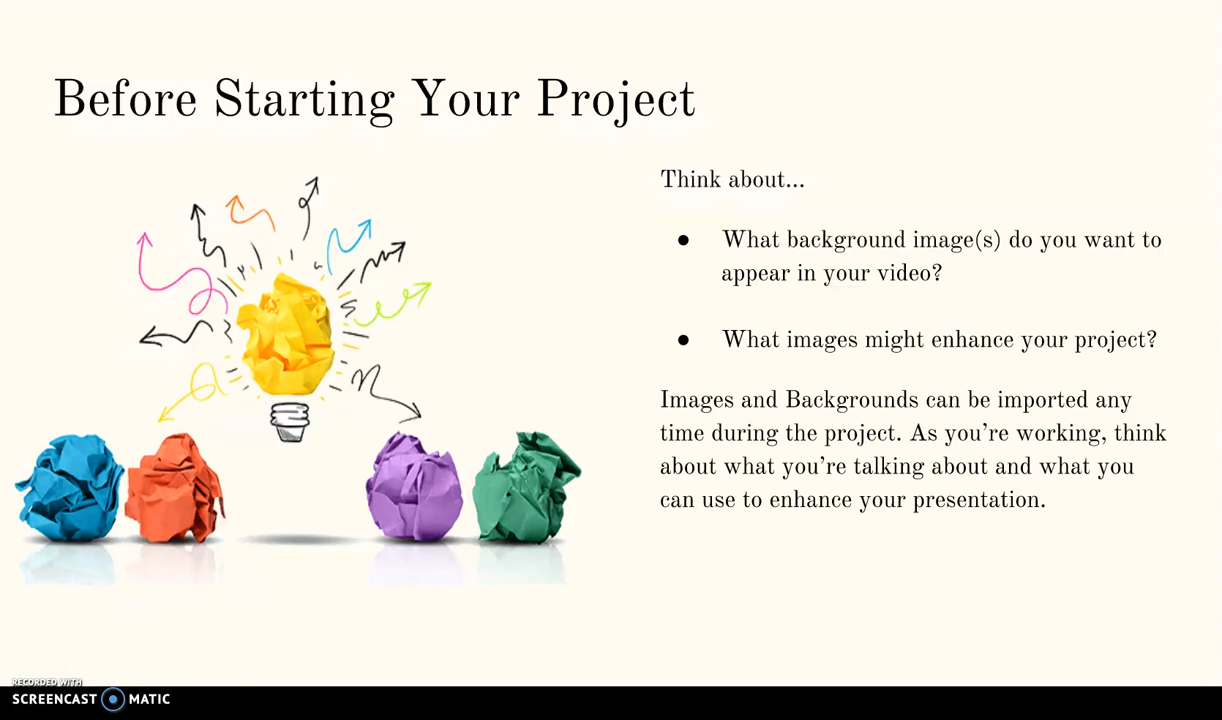 Before Starting Your Project
Think about...
● What background image(s) do you want to
appear in your video?
● What images might enhance your project?
Images and Backgrounds can be imported any
time during the project. As you're working, think
about what you're talking about and what you
can use to enhance your presentation.
RECORDED WITH
SCREENCAST MATIC